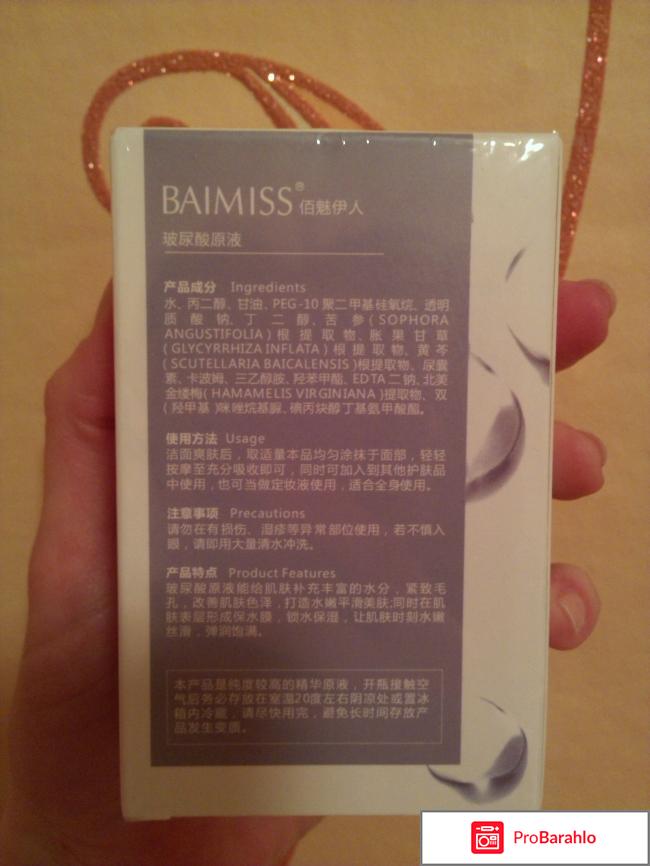 BAIMISS® 佰魅伊人
玻尿酸原液
产品成分 Ingredients
水、丙二醇、甘油、PEG-10 聚二甲基硅氧烷、透明
质酸钠、丁二醇、苦参(SOPHORA
ANGUSTIFOLIA)根提取物、胀果甘草
(GLYCYRRHIZA INFLATA)根提取物、黄芩
(SCUTELLARIA BAICALENSIS)根提取物、尿囊
素、卡波姆、三乙醇胺、羟苯甲酯、EDTA二钠、北美
金缕梅(HAMAMELIS VIRGINIANA)提取物、双
(羟甲基)咪唑烷基脲、碘丙炔醇丁基氨甲酸酯。
使用方法 Usage
洁面爽肤后，取适量本品均匀涂抹于面部，轻轻
按摩至充分吸收即可，同时可加入到其他护肤品
中使用，也可当做定妆液使用，适合全身使用。
注意事项 Precautions
请勿在有损伤、湿疹等异常部位使用，若不慎入
眼，请即用大量清水冲洗。
产品特点 Product Features
玻尿酸原液能给肌肤补充丰富的水分，紧致毛
孔，改善肌肤色泽，打造水嫩平滑美肤;同时在肌
肤表层形成保水膜，锁水保湿，让肌肤时刻水嫩
丝滑，弹润饱满。
本产品是纯度较高的精华原液，开瓶接触空
气后务必存放在室温20度左右阴凉处或置冰
箱内冷藏，请尽快用完，避免长时间存放产
品发生变质。
ProBarahlo